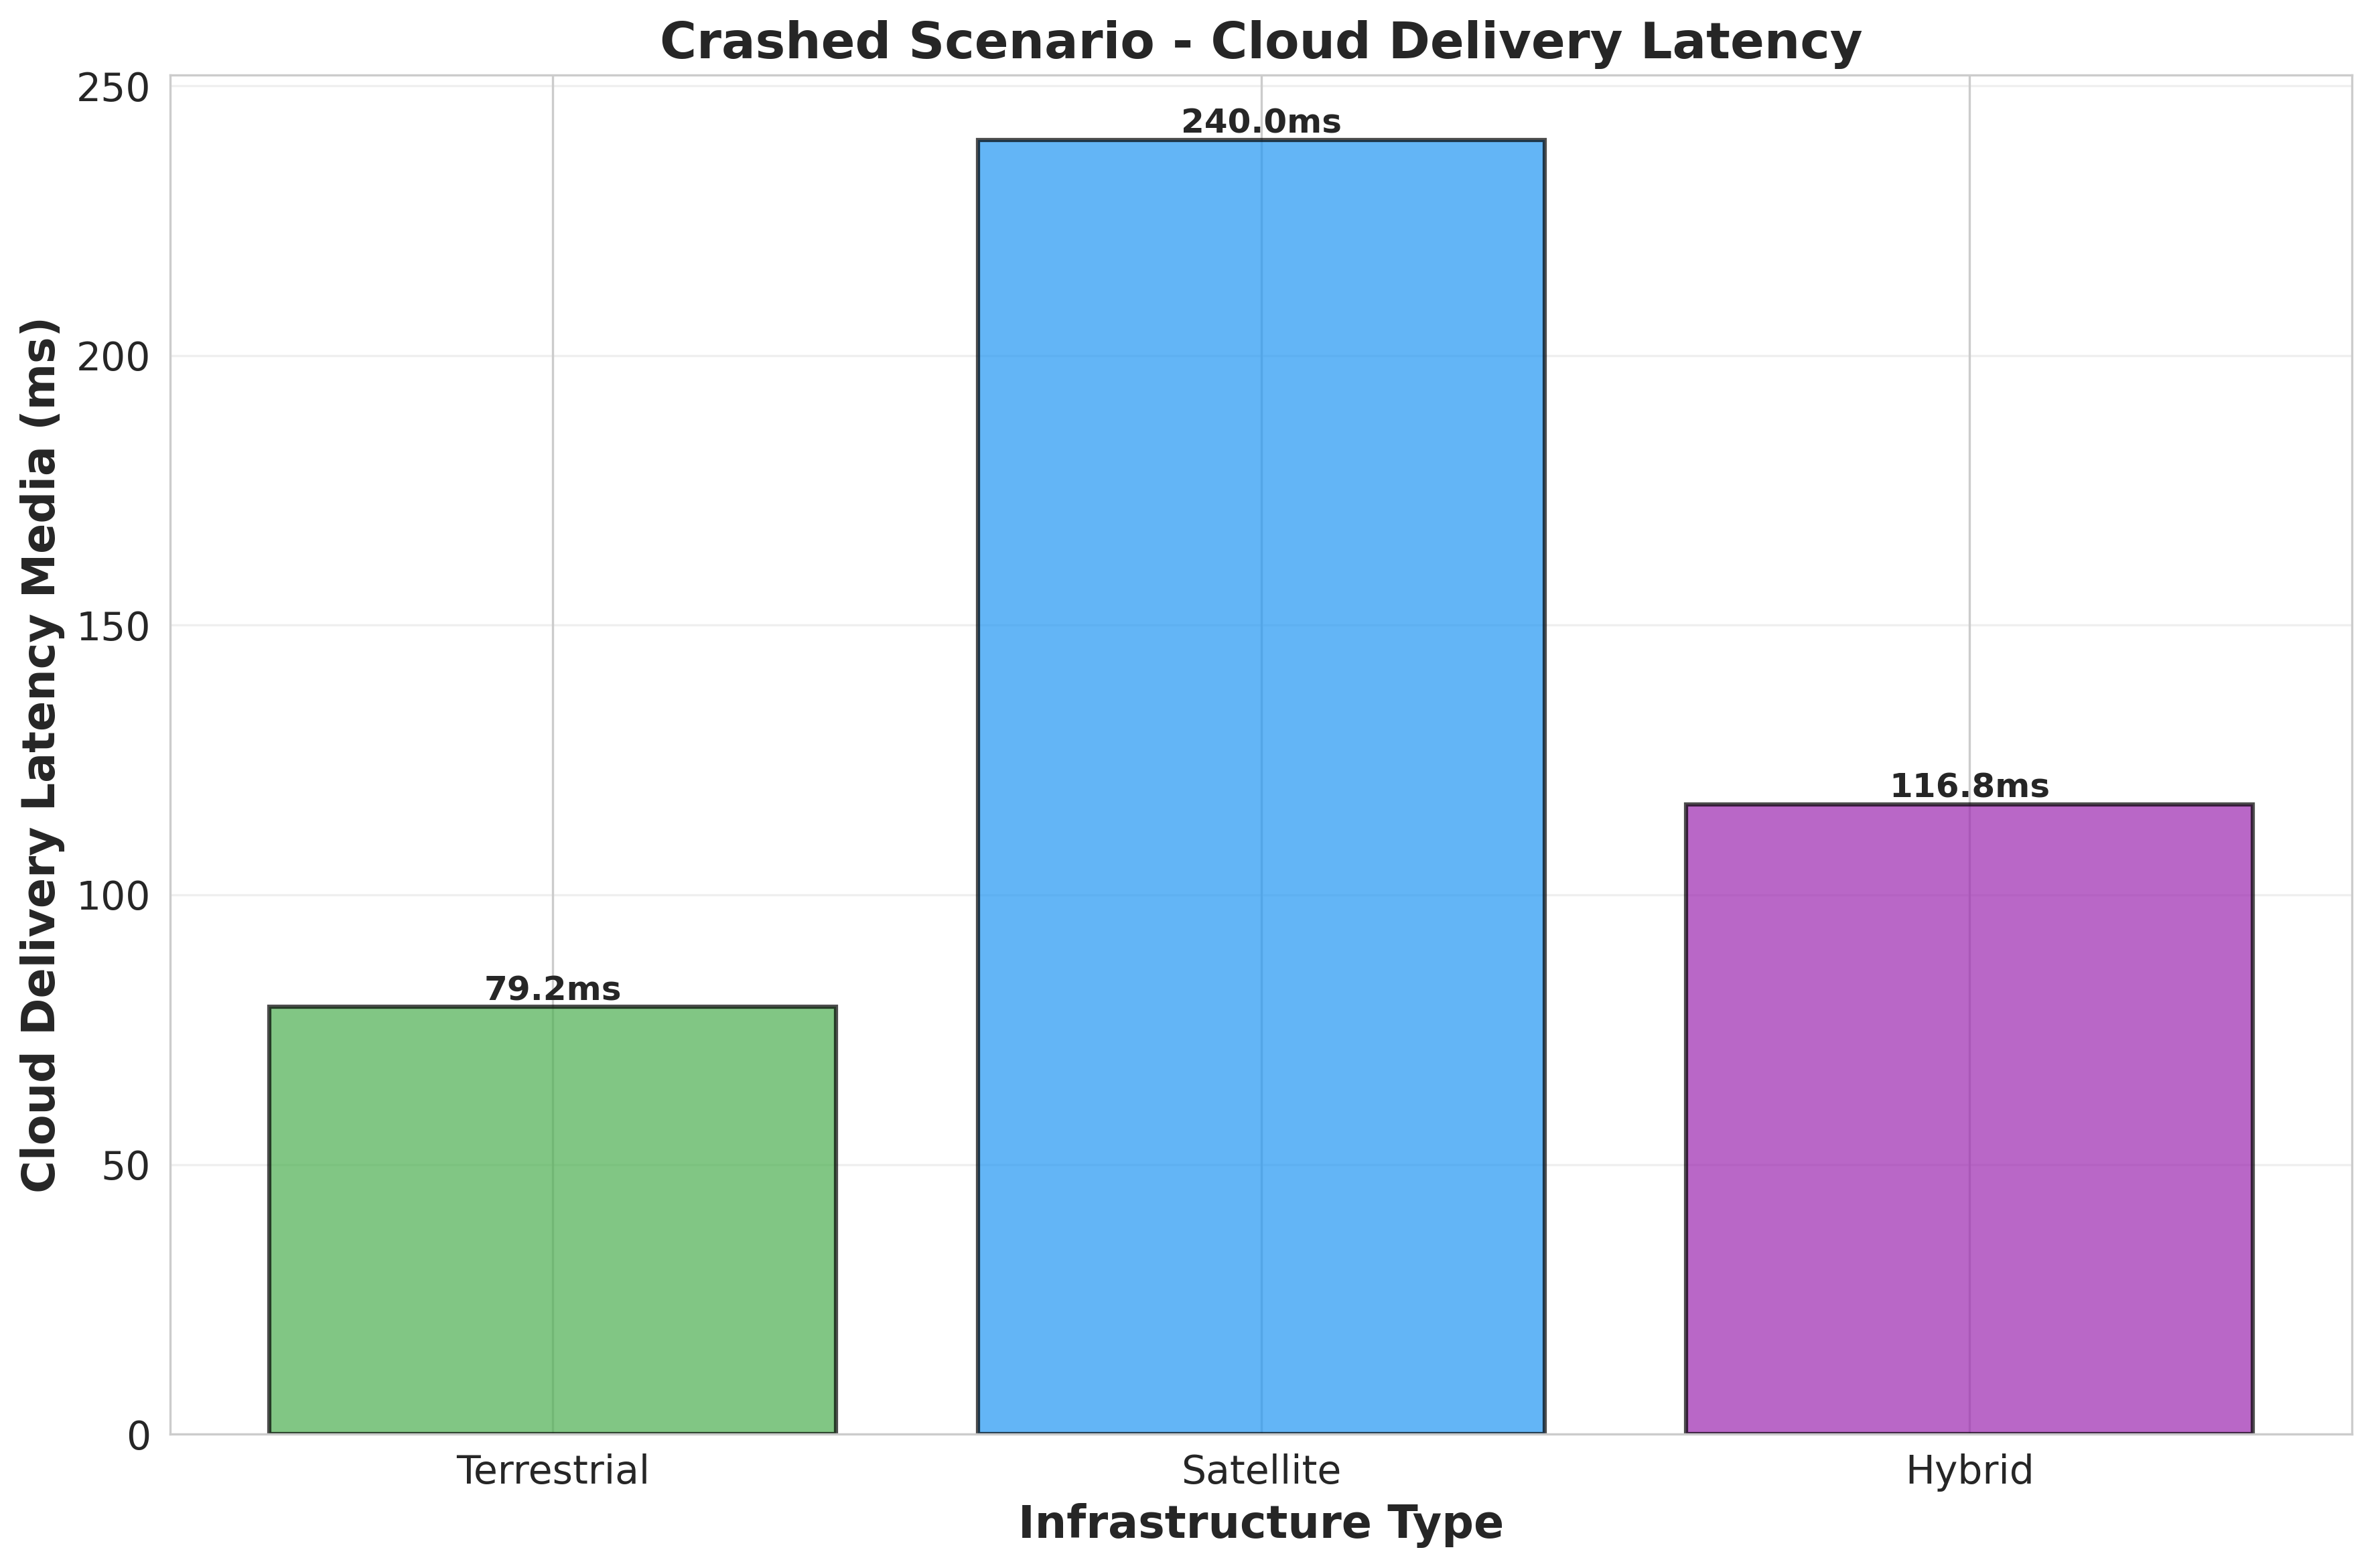 Crashed Scenario - Cloud Delivery Latency
Cloud Delivery Latency Media (ms)
250
200
150
100
50
0
79.2ms
240.0ms
116.8ms
Terrestrial
Satellite
Hybrid
Infrastructure Type